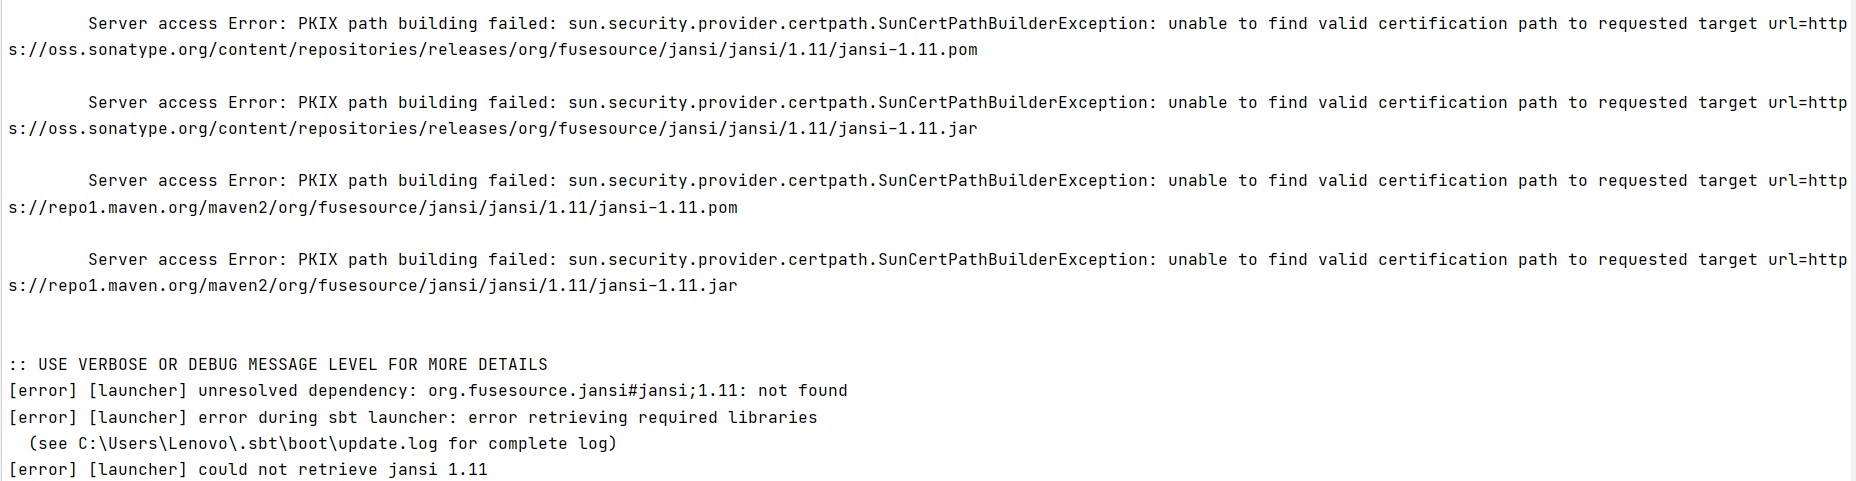 Server access Error: PKIX path building failed: sun.security.provider.certpath.SunCertPathBuilderException: unable to find valid certification path to requested target url=http
s://oss.sonatype.org/content/repositories/releases/org/fusesource/jansi/jansi/1.11/jansi-1.11.pom
Server access Error: PKIX path building failed: sun.security.provider.certpath.SunCertPathBuilderException: unable to find valid certification path to requested target url=http
s://oss.sonatype.org/content/repositories/releases/org/fusesource/jansi/jansi/1.11/jansi-1.11.jar
Server access Error: PKIX path building failed: sun.security.provider.certpath.SunCertPathBuilderException: unable to find valid certification path to requested target url=http
s://repo1.maven.org/maven2/org/fusesource/jansi/jansi/1.11/jansi-1.11.pom
Server access Error: PKIX path building failed: sun.security.provider.certpath.SunCertPathBuilderException: unable to find valid certification path to requested target url=http
s://repo1.maven.org/maven2/org/fusesource/jansi/jansi/1.11/jansi-1.11.jar
:: USE VERBOSE OR DEBUG MESSAGE LEVEL FOR MORE DETAILS
[error] [launcher] unresolved dependency: org.fusesource.jansi#jansi;1.11: not found
[error] [launcher] error during sbt launcher: error retrieving required libraries
(see C:\Users\Lenovo\.sbt\boot\update.log for complete log)
[error] [launcher] could not retrieve jansi 1.11